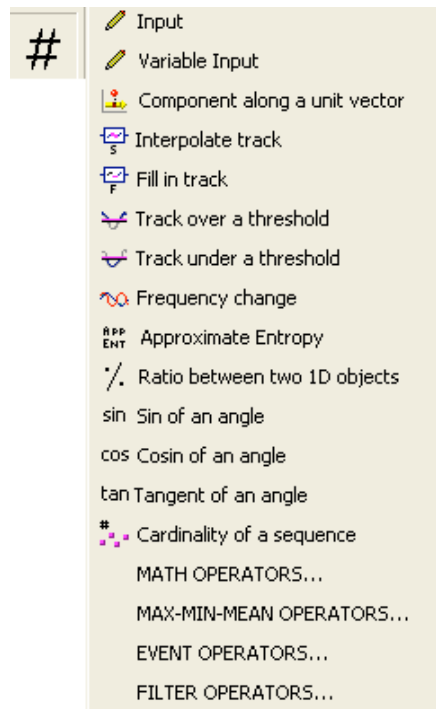 #
Input
Variable Input
Component along a unit vector
S Interpolate track
F Fill in track
Track over a threshold
Track under a threshold
Frequency change
APP ENT Approximate Entropy
Ratio between two 1D objects
sin Sin of an angle
cos Cosin of an angle
tan Tangent of an angle
# Cardinality of a sequence
MATH OPERATORS...
MAX-MIN-MEAN OPERATORS...
EVENT OPERATORS...
FILTER OPERATORS...